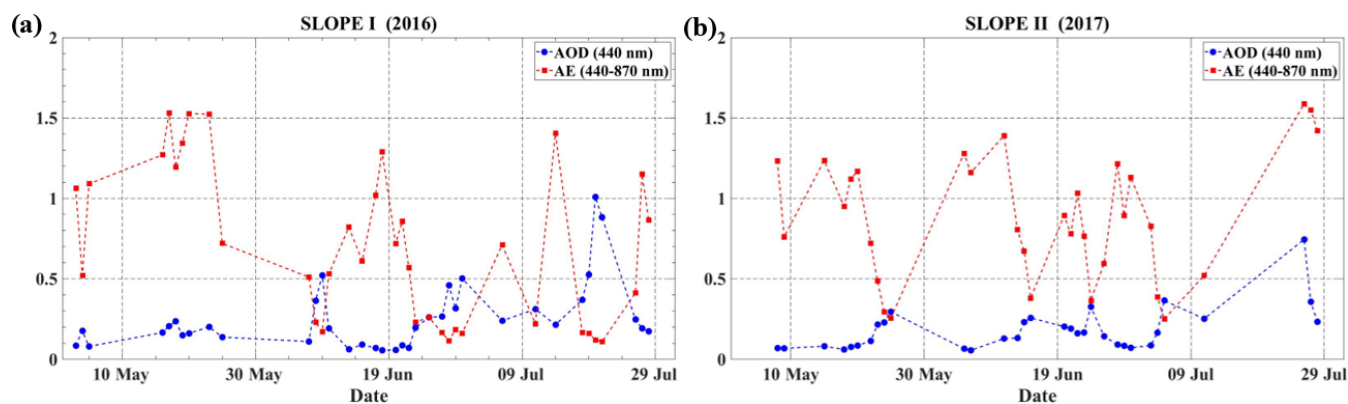 (a)
SLOPE I (2016)
2
1.5
1
0.5
0
AOD (440 nm)
AE (440-870 nm)
10 May
30 May
19 Jun
09 Jul
29 Jul
Date
(b)
SLOPE II (2017)
2
1.5
1
0.5
0
AOD (440 nm)
AE (440-870 nm)
10 May
30 May
19 Jun
09 Jul
29 Jul
Date